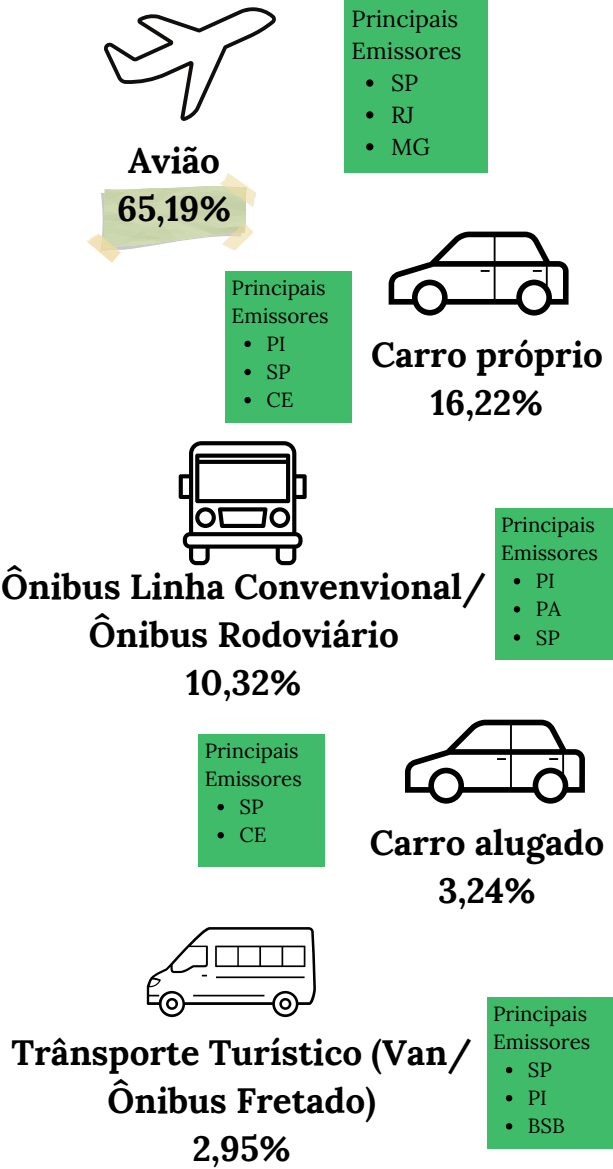 Principais
Emissores
• SP
• RJ
• MG
Avião
65,19%
Principais
Emissores
• PI
• SP
• CE
Carro próprio
16,22%
Ônibus Linha Convenvional/
Ônibus Rodoviário
10,32%
Principais
Emissores
• PI
• PA
• SP
Principais
Emissores
• SP
• CE
Carro alugado
3,24%
Trânsporte Turístico (Van/
Ônibus Fretado)
2,95%
Principais
Emissores
• SP
• PI
• BSB